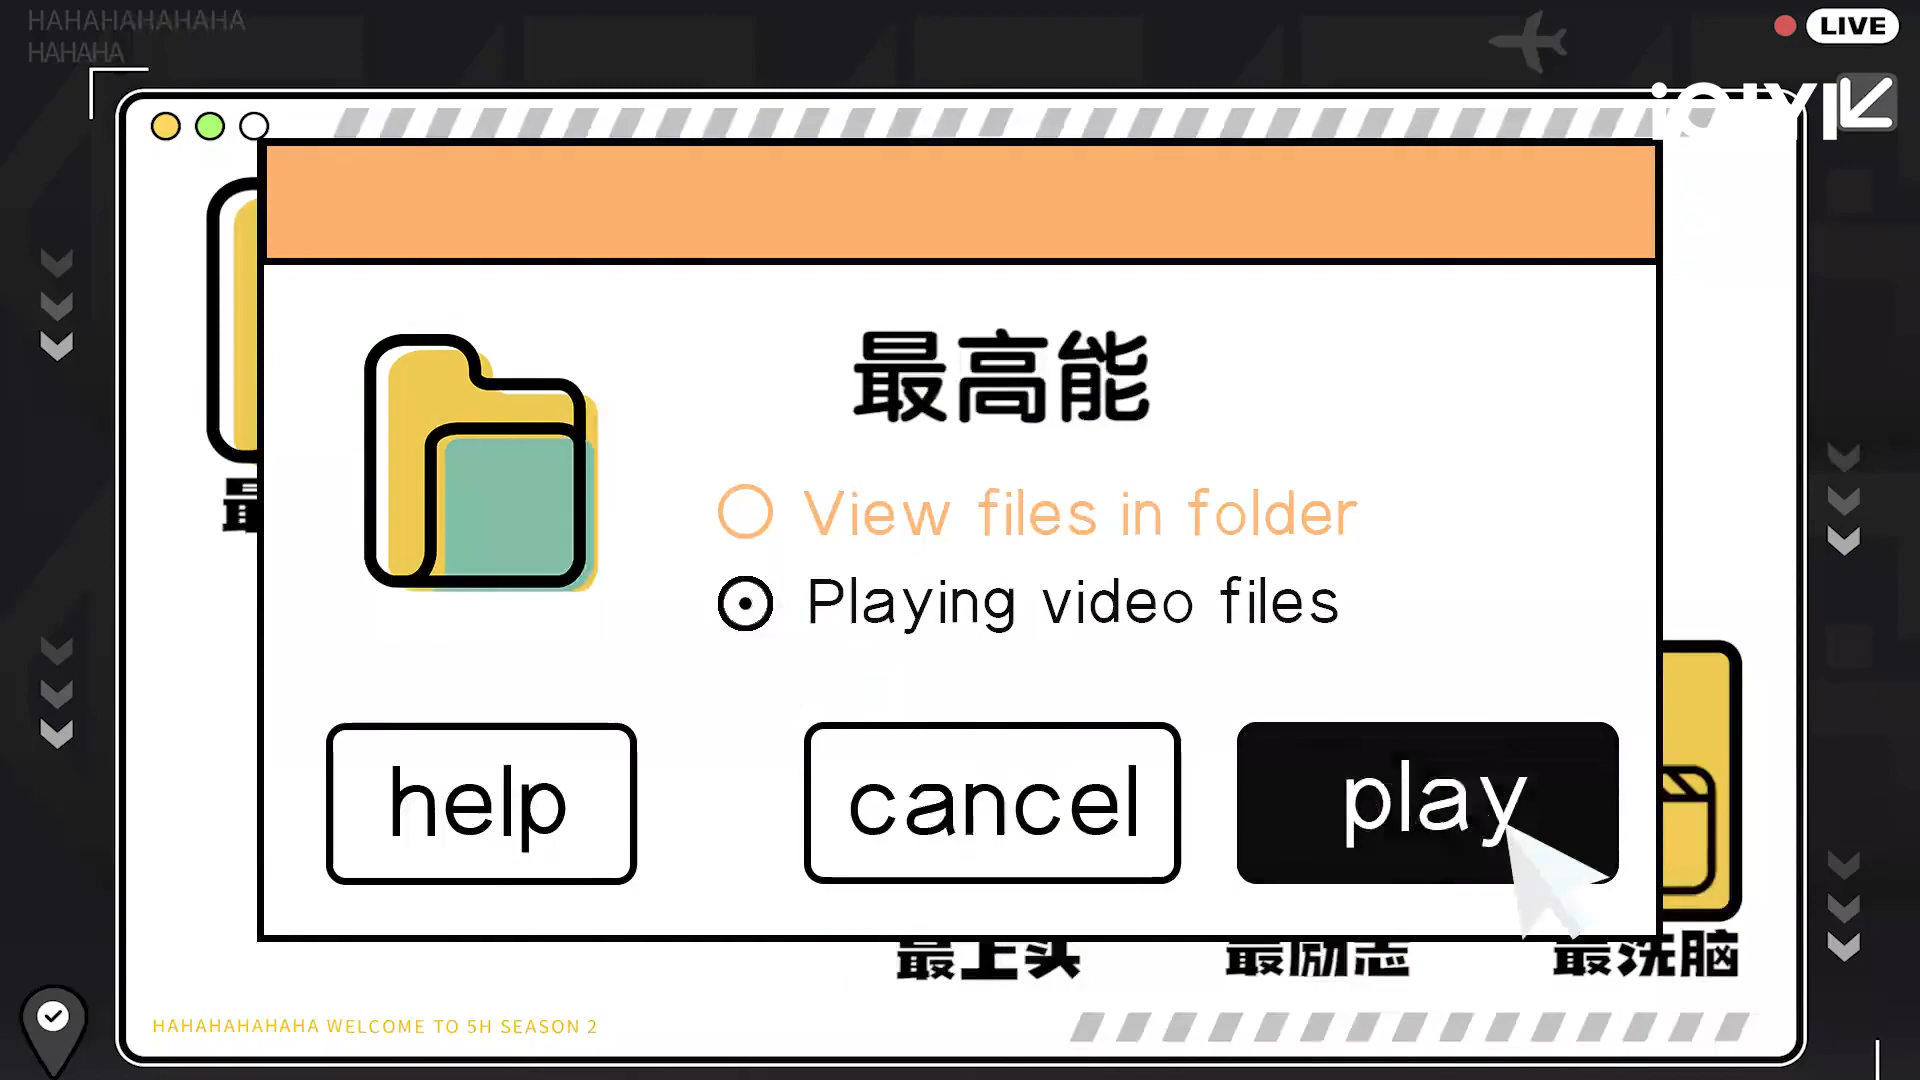 HAHAHAHAHAHA
HAHAHA
LIVE
iQIYI
最高能
View files in folder
Playing video files
help
cancel
play
最上头
最励志
最洗脑
HAHAHAHAHAHA WELCOME TO 5H SEASON 2